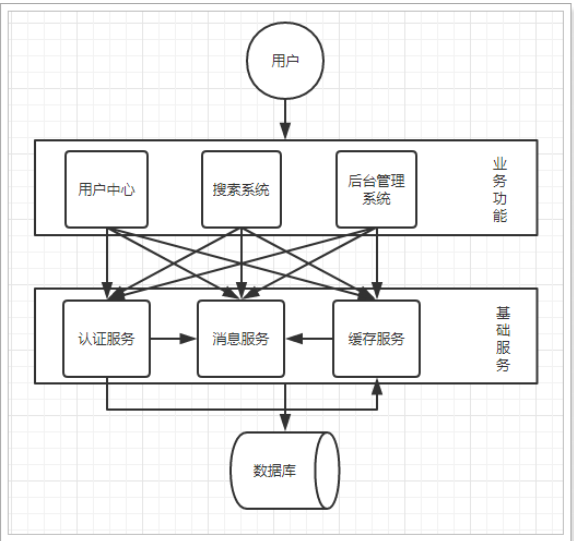 用户
用户中心
搜索系统
后台管理
系统
业
务
功
能
认证服务
消息服务
缓存服务
基
础
服
务
数据库